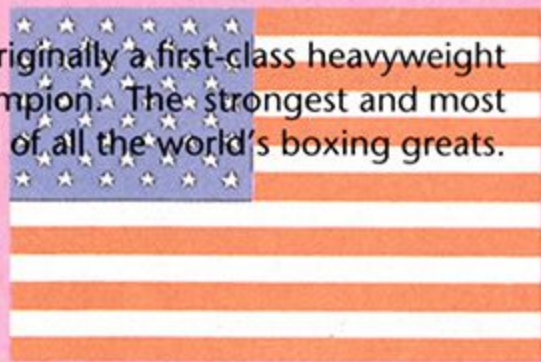 riginally a first-class heavyweight
mpion. The strongest and most
of all the world's boxing greats.